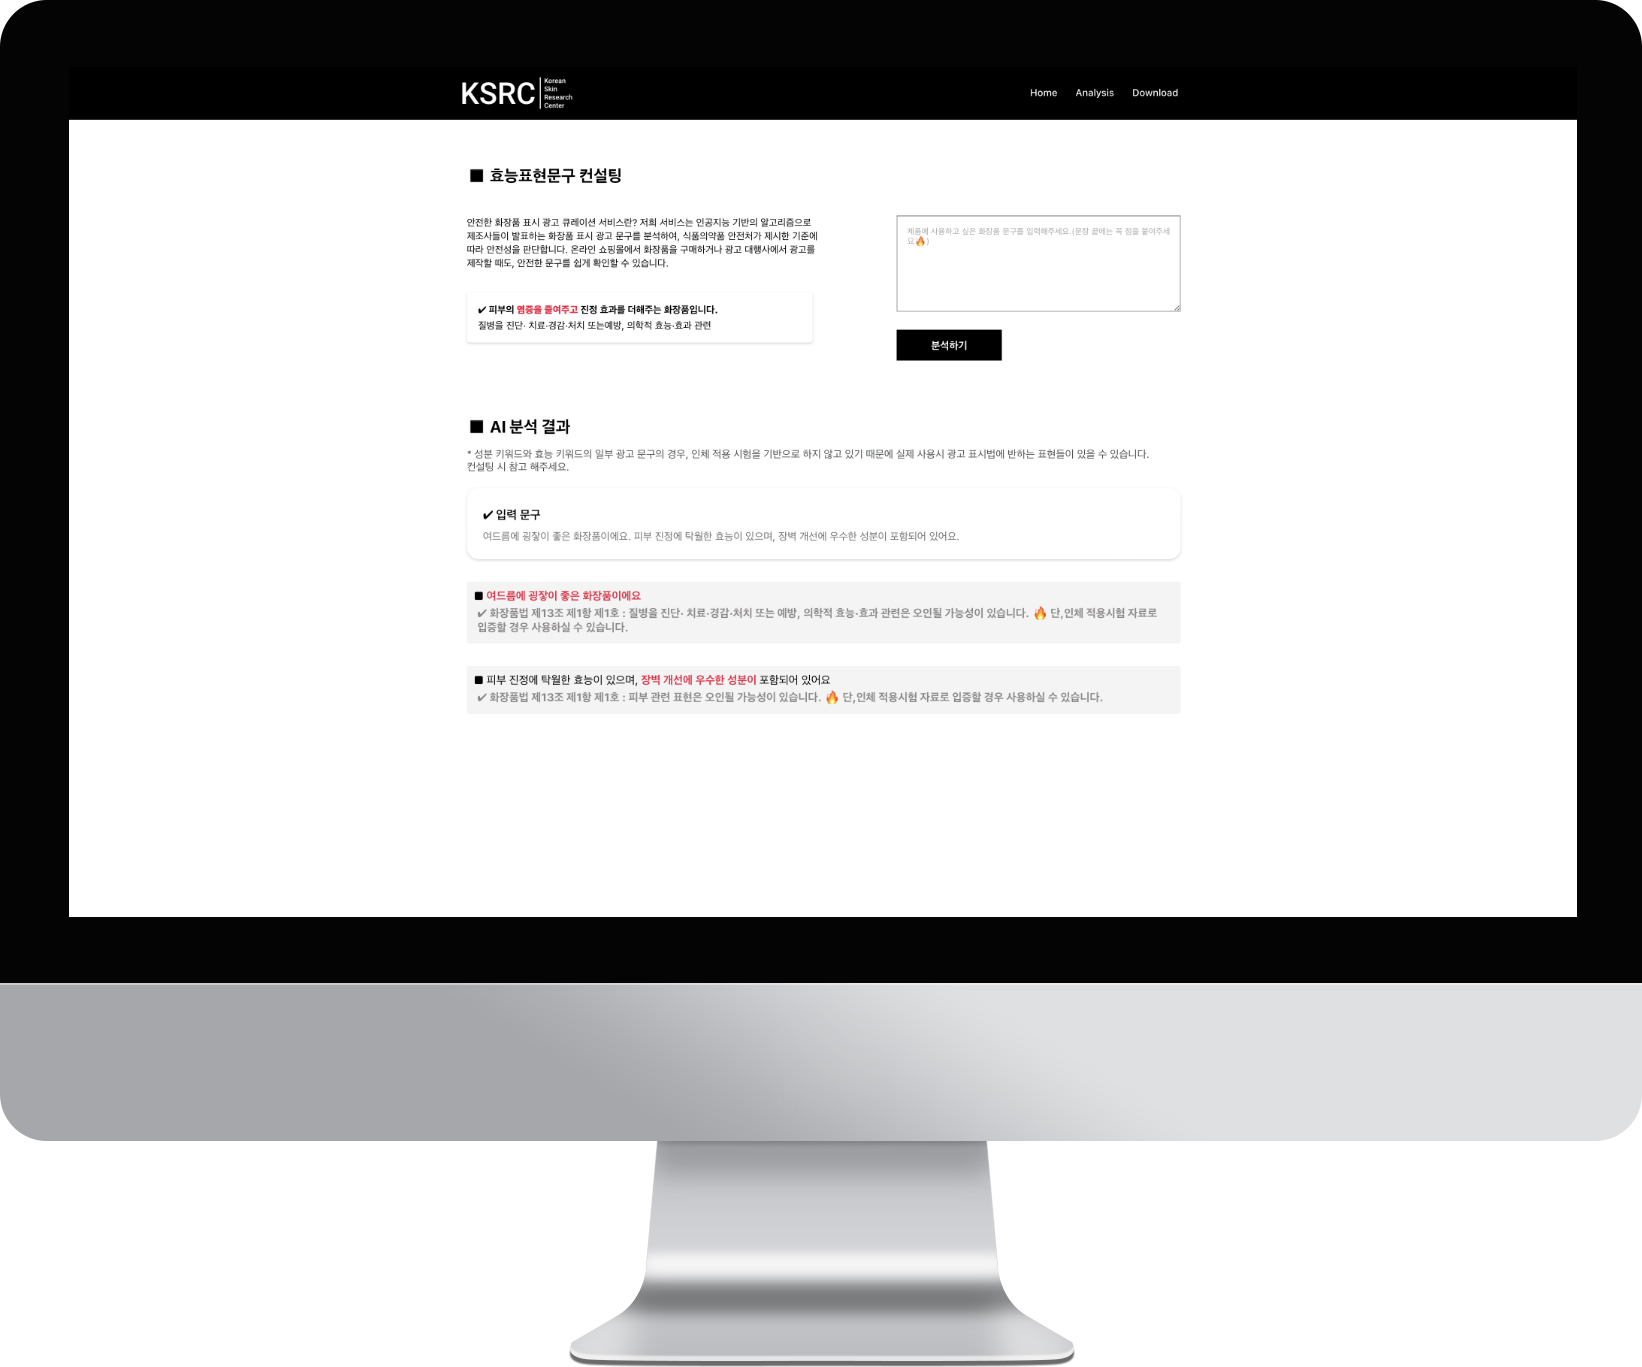 KSRC
Korean
Skin
Research
Center
Home Analysis Download
■ 효능표현문구 컨설팅
안전한 화장품 표시 광고 큐레이션 서비스란? 저희 서비스는 인공지능 기반의 알고리즘으로
제조사들이 발표하는 화장품 표시 광고 문구를 분석하여, 식품의약품 안전처가 제시한 기준에
따라 안전성을 판단합니다. 온라인 쇼핑몰에서 화장품을 구매하거나 광고 대행사에서 광고를
제작할 때도, 안전한 문구를 쉽게 확인할 수 있습니다.
✔ 피부의 염증을 줄여주고 진정 효과를 더해주는 화장품입니다.
질병을 진단· 치료·경감·처치 또는예방, 의학적 효능·효과 관련
제품에 사용하고 싶은 화장품 문구를 입력해주세요.(문장 끝에는 꼭 점을 붙여주세
요🔥)
분석하기
■ AI 분석 결과
* 성분 키워드와 효능 키워드의 일부 광고 문구의 경우, 인체 적용 시험을 기반으로 하지 않고 있기 때문에 실제 사용시 광고 표시법에 반하는 표현들이 있을 수 있습니다.
컨설팅 시 참고 해주세요.
✔ 입력 문구
여드름에 굉잧이 좋은 화장품이에요. 피부 진정에 탁월한 효능이 있으며, 장벽 개선에 우수한 성분이 포함되어 있어요.
■ 여드름에 굉잧이 좋은 화장품이에요
✔ 화장품법 제13조 제1항 제1호 : 질병을 진단· 치료·경감·처치 또는 예방, 의학적 효능·효과 관련은 오인될 가능성이 있습니다. 🔥 단,인체 적용시험 자료로
입증할 경우 사용하실 수 있습니다.
■ 피부 진정에 탁월한 효능이 있으며, 장벽 개선에 우수한 성분이 포함되어 있어요
✔ 화장품법 제13조 제1항 제1호 : 피부 관련 표현은 오인될 가능성이 있습니다. 🔥 단,인체 적용시험 자료로 입증할 경우 사용하실 수 있습니다.